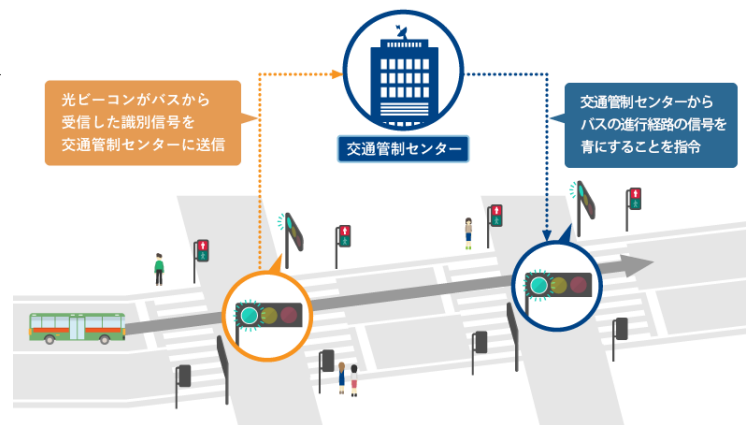 光ビーコンがバスから
受信した識別信号を
交通管制センターに送信
交通管制センター
交通管制センターから
バスの進行経路の信号を
青にすることを指令